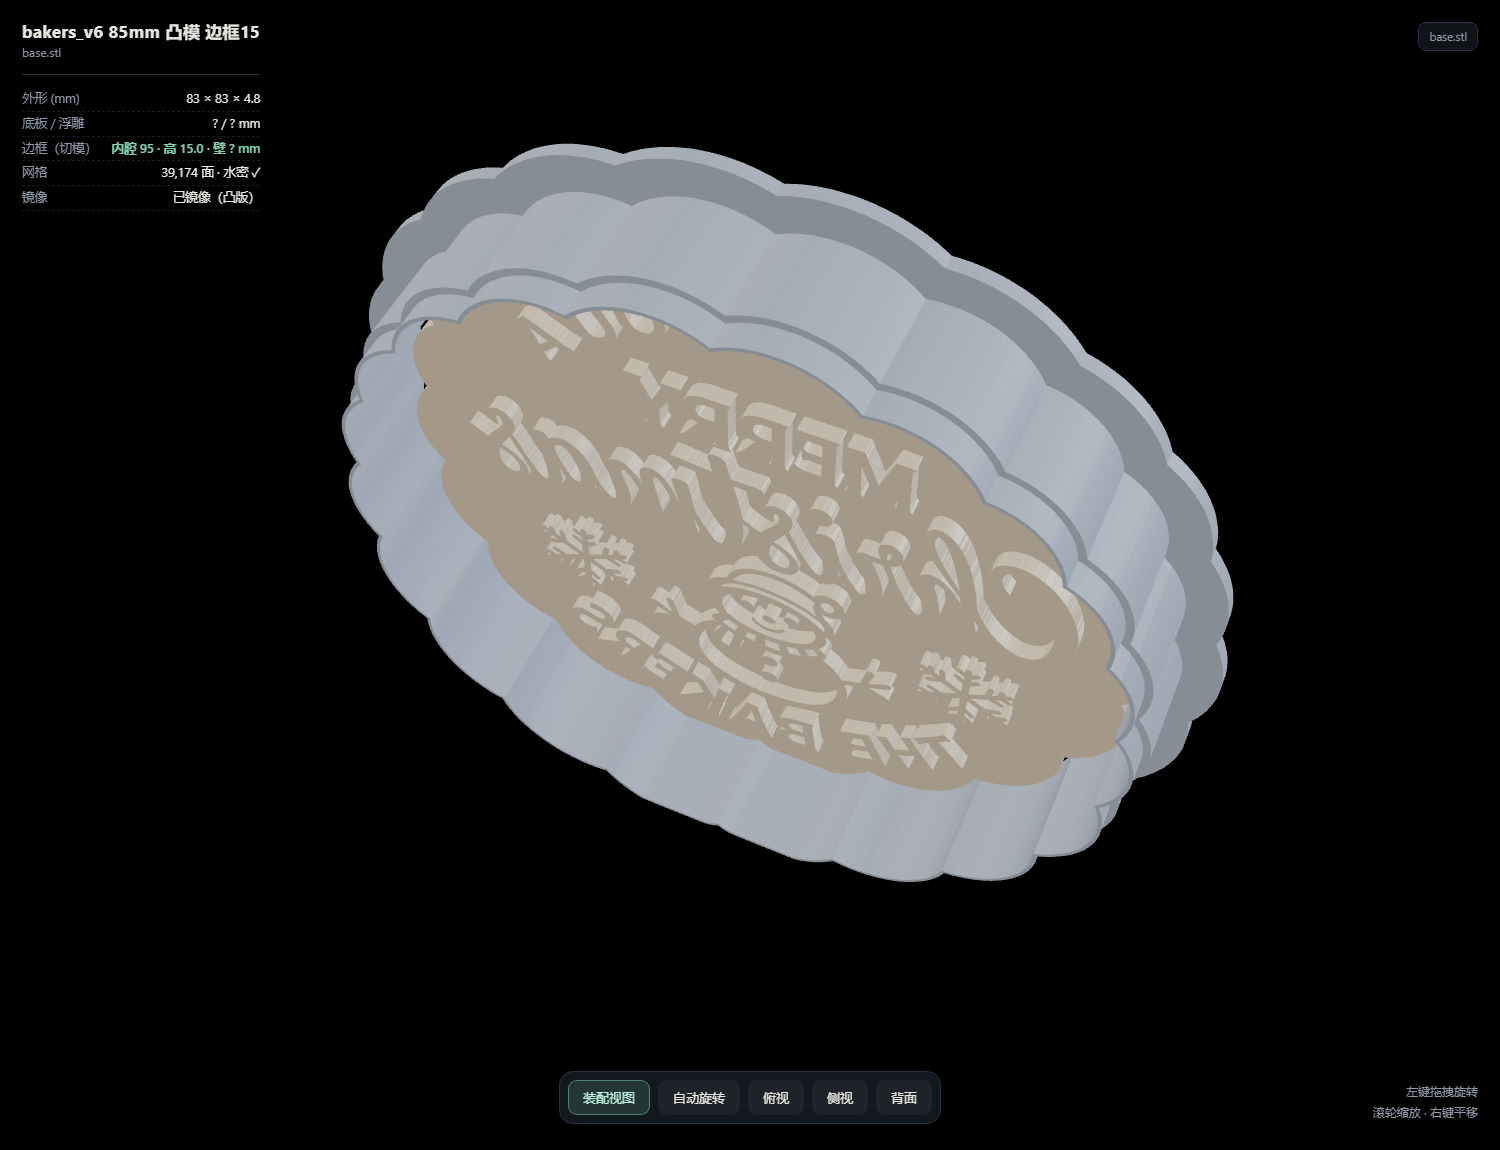 bakers_v6 85mm 凸模 边框15
base.stl
base.stl
外形 (mm) 83 × 83 × 4.8
底板 / 浮雕 ? / ? mm
边框（切模） 内腔 95 · 高 15.0 · 壁 ? mm
网格 39,174 面 · 水密 ✓
镜像 已镜像（凸版）
MERRY
Christmas
THE BEAKERS
装配视图 自动旋转 俯视 侧视 背面
左键拖拽旋转
滚轮缩放 · 右键平移